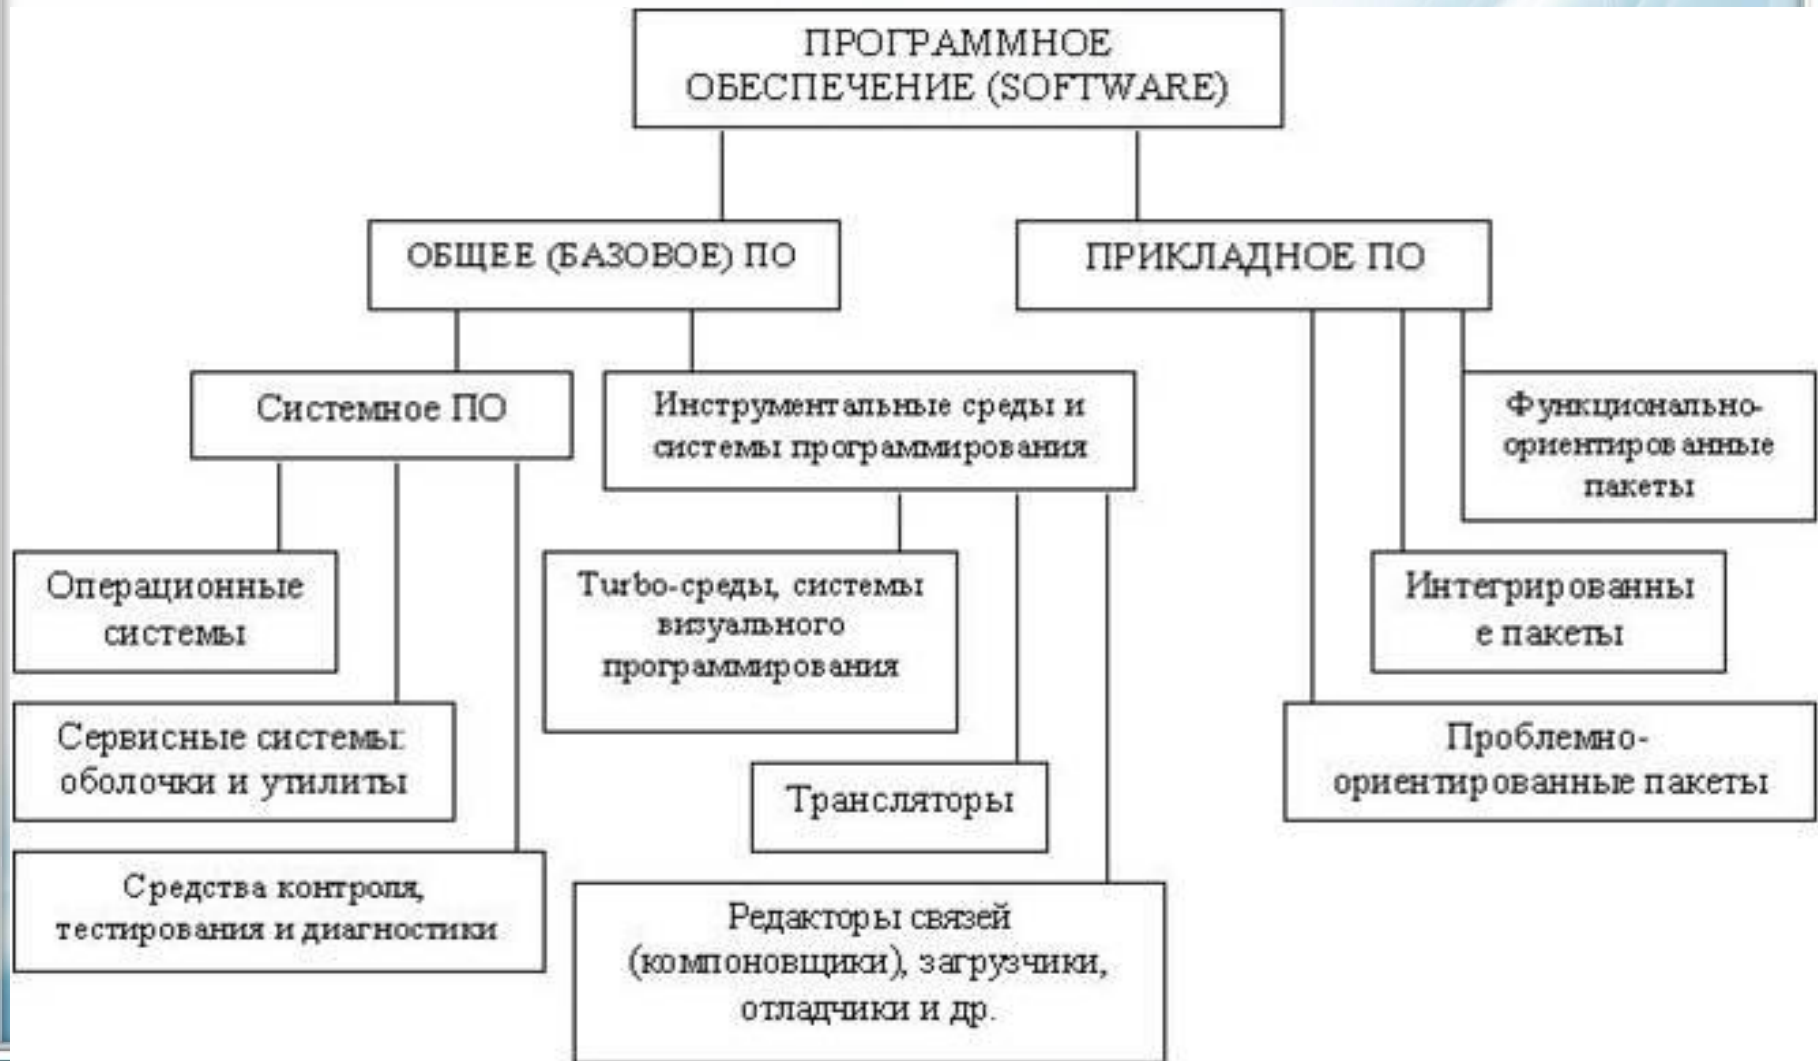 ПРОГРАММНОЕ
ОБЕСПЕЧЕНИЕ (SOFTWARE)
ОБЩЕЕ (БАЗОВОЕ) ПО
ПРИКЛАДНОЕ ПО
Системное ПО
Инструментальные среды и
системы программирования
Функционально-
ориентированные
пакеты
Операционные
системы
Turbo-среды, системы
визуального
программирования
Интегрированны
е пакеты
Сервисные системы:
оболочки и утилиты
Проблемно-
ориентированные пакеты
Трансляторы
Средства контроля,
тестирования и диагностики
Редакторы связей
(компоновщики), загрузчики,
отладчики и др.